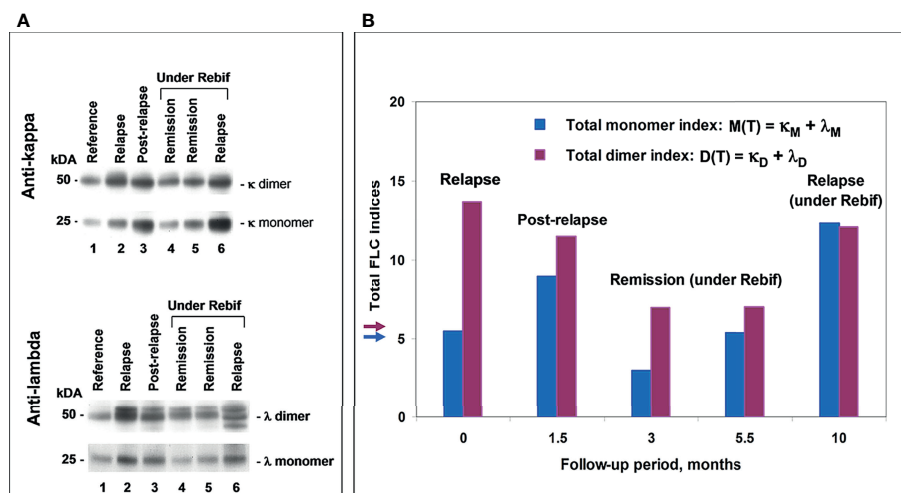 A
Under Rebif
Reference
Relapse
Post-relapse
Remission
Remission
Relapse
Anti-kappa
kDA
50 -
- κ dimer
25 -
- κ monomer
1 2 3 4 5 6
Under Rebif
Reference
Relapse
Post-relapse
Remission
Remission
Relapse
Anti-lambda
kDA
50 -
- λ dimer
25 -
- λ monomer
1 2 3 4 5 6
B
Total FLC indices
20
15
10
5
0
Total monomer index: M(T) = κM + λM
Total dimer index: D(T) = κD + λD
Relapse
Post-relapse
Remission (under Rebif)
Relapse
(under Rebif)
0 1.5 3 5.5 10
Follow-up period, months